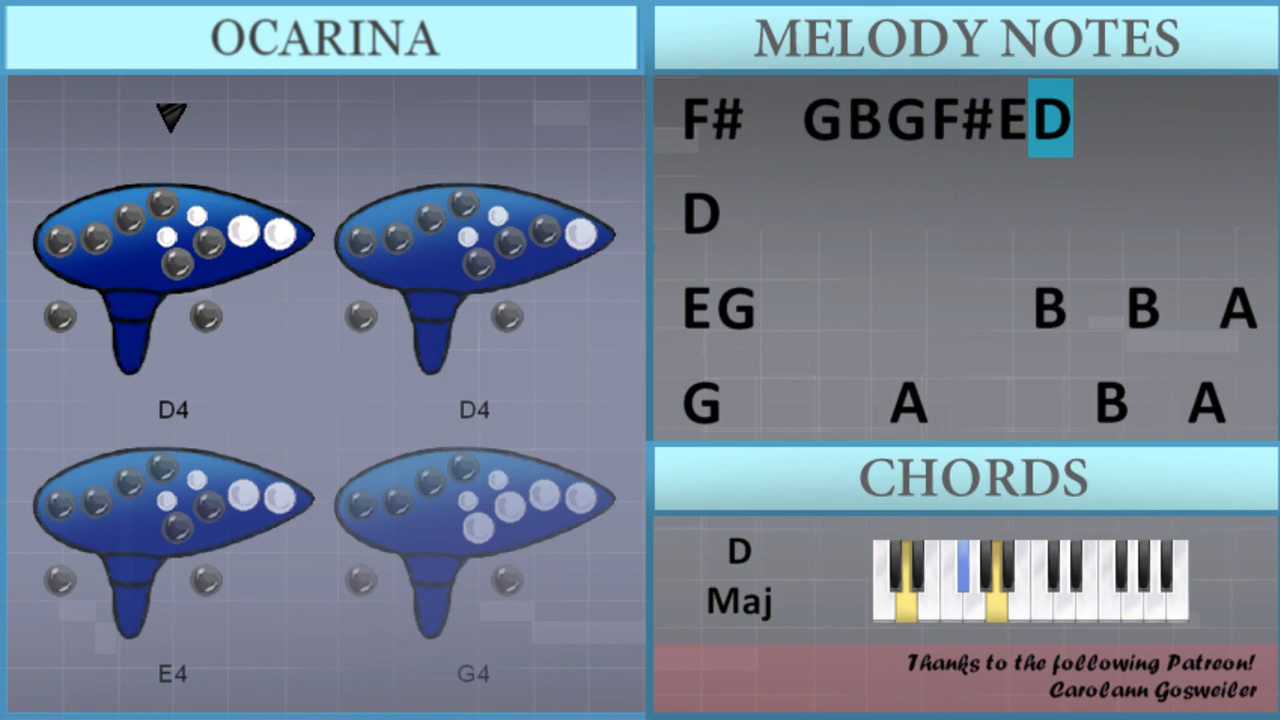 OCARINA
D4 D4
E4 G4
MELODY NOTES
F# GBGF#ED
D
EG B B A
G A B A
CHORDS
D
Maj
Thanks to the following Patreon!
Carolann Gosweiler